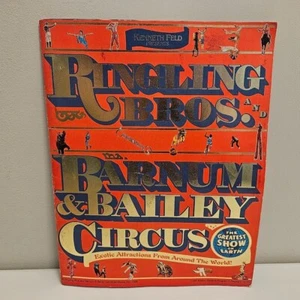 KENNETH FELD
PRESENTS
RINGLING
BROS. AND
THE
BARNUM
& BAILEY
CIRCUS
THE
GREATEST
SHOW
ON
EARTH
Exotic Attractions From Around The World!